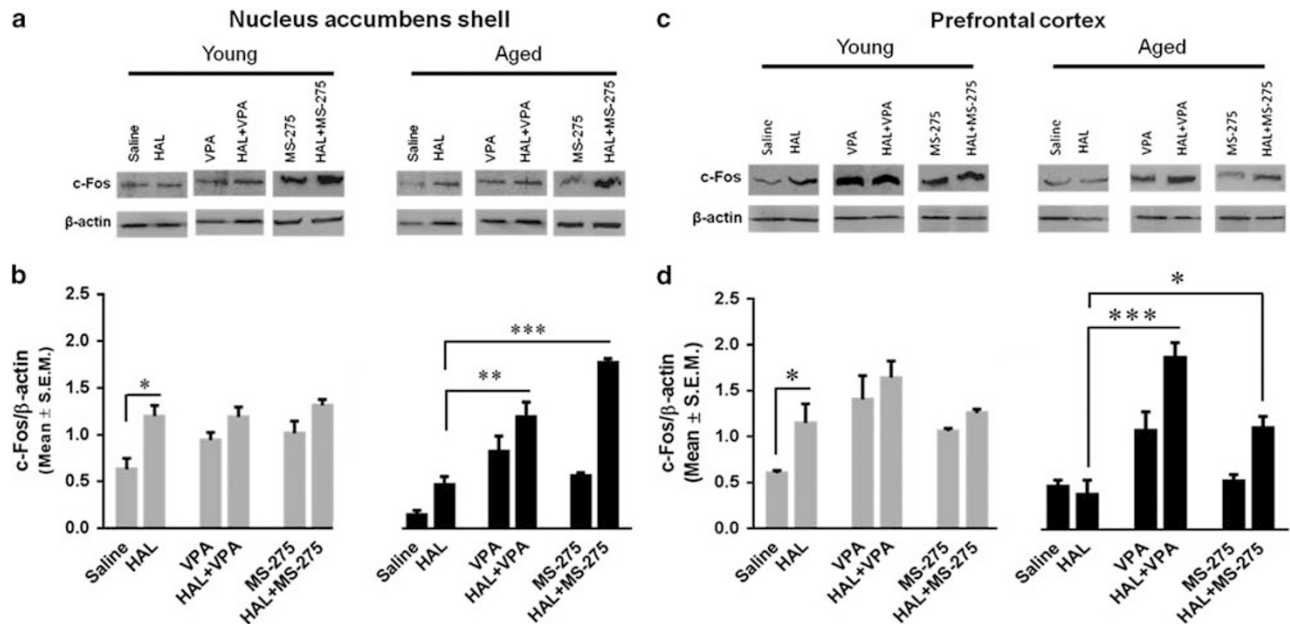 a Nucleus accumbens shell
Young Aged
Saline HAL VPA HAL+VPA MS-275 HAL+MS-275 Saline HAL VPA HAL+VPA MS-275 HAL+MS-275
c-Fos
β-actin
b
c-Fos/β-actin
(Mean ± S.E.M.)
2.5
2.0
1.5
1.0
0.5
0.0
* ** ***
Saline HAL VPA HAL+VPA MS-275 HAL+MS-275 Saline HAL VPA HAL+VPA MS-275 HAL+MS-275
c Prefrontal cortex
Young Aged
Saline HAL VPA HAL+VPA MS-275 HAL+MS-275 Saline HAL VPA HAL+VPA MS-275 HAL+MS-275
c-Fos
β-actin
d
c-Fos/β-actin
(Mean ± S.E.M.)
2.5
2.0
1.5
1.0
0.5
0.0
* *** *
Saline HAL VPA HAL+VPA MS-275 HAL+MS-275 Saline HAL VPA HAL+VPA MS-275 HAL+MS-275